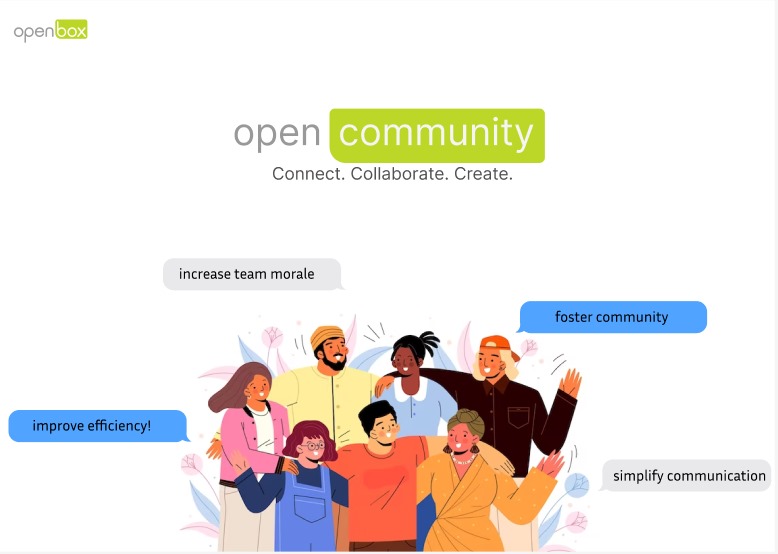 openbox
open community
Connect. Collaborate. Create.
increase team morale
foster community
improve efficiency!
simplify communication